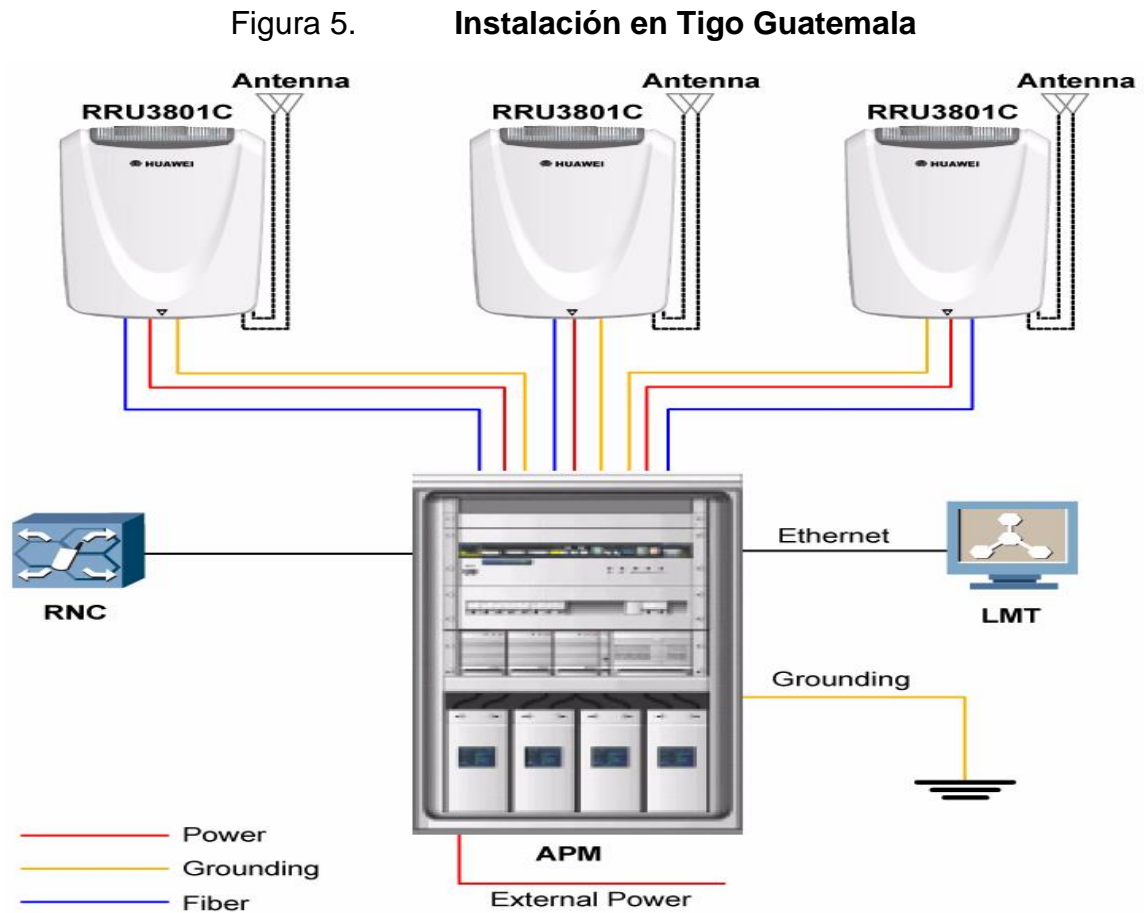 Figura 5. Instalación en Tigo Guatemala
Antenna Antenna Antenna
RRU3801C RRU3801C RRU3801C
HUAWEI HUAWEI HUAWEI
Ethernet
RNC LMT
Grounding
Power
Grounding
Fiber
APM
External Power